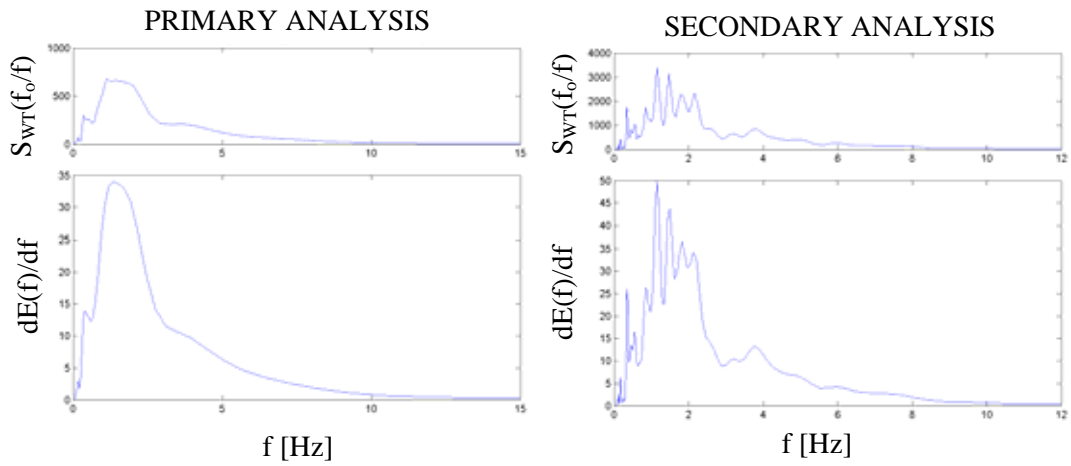 PRIMARY ANALYSIS
S_WT(f_o/f)
1000
500
0
0 5 10 15
dE(f)/df
35
30
25
20
15
10
5
0
0 5 10 15
f [Hz]
SECONDARY ANALYSIS
S_WT(f_o/f)
4000
3000
2000
1000
0
0 2 4 6 8 10 12
dE(f)/df
50
45
40
35
30
25
20
15
10
5
0
0 2 4 6 8 10 12
f [Hz]